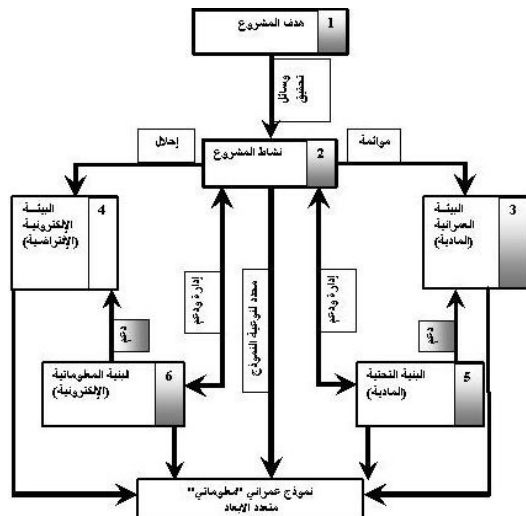 هدف المشروع 1
وسائل
تحقيق
إحلال
نشاط المشروع 2
موائمة
البيئة
الإلكترونية
(الإفتراضية)
4
البيئة
العمرانية
(المادية)
3
دعم
إدارة ودعم
محدد لنوعية النموذج
إدارة ودعم
دعم
البنية المعلوماتية
(الإلكترونية)
6
البنية التحتية
(المادية)
5
نموذج عمراني "معلوماتي"
متعدد الابعاد